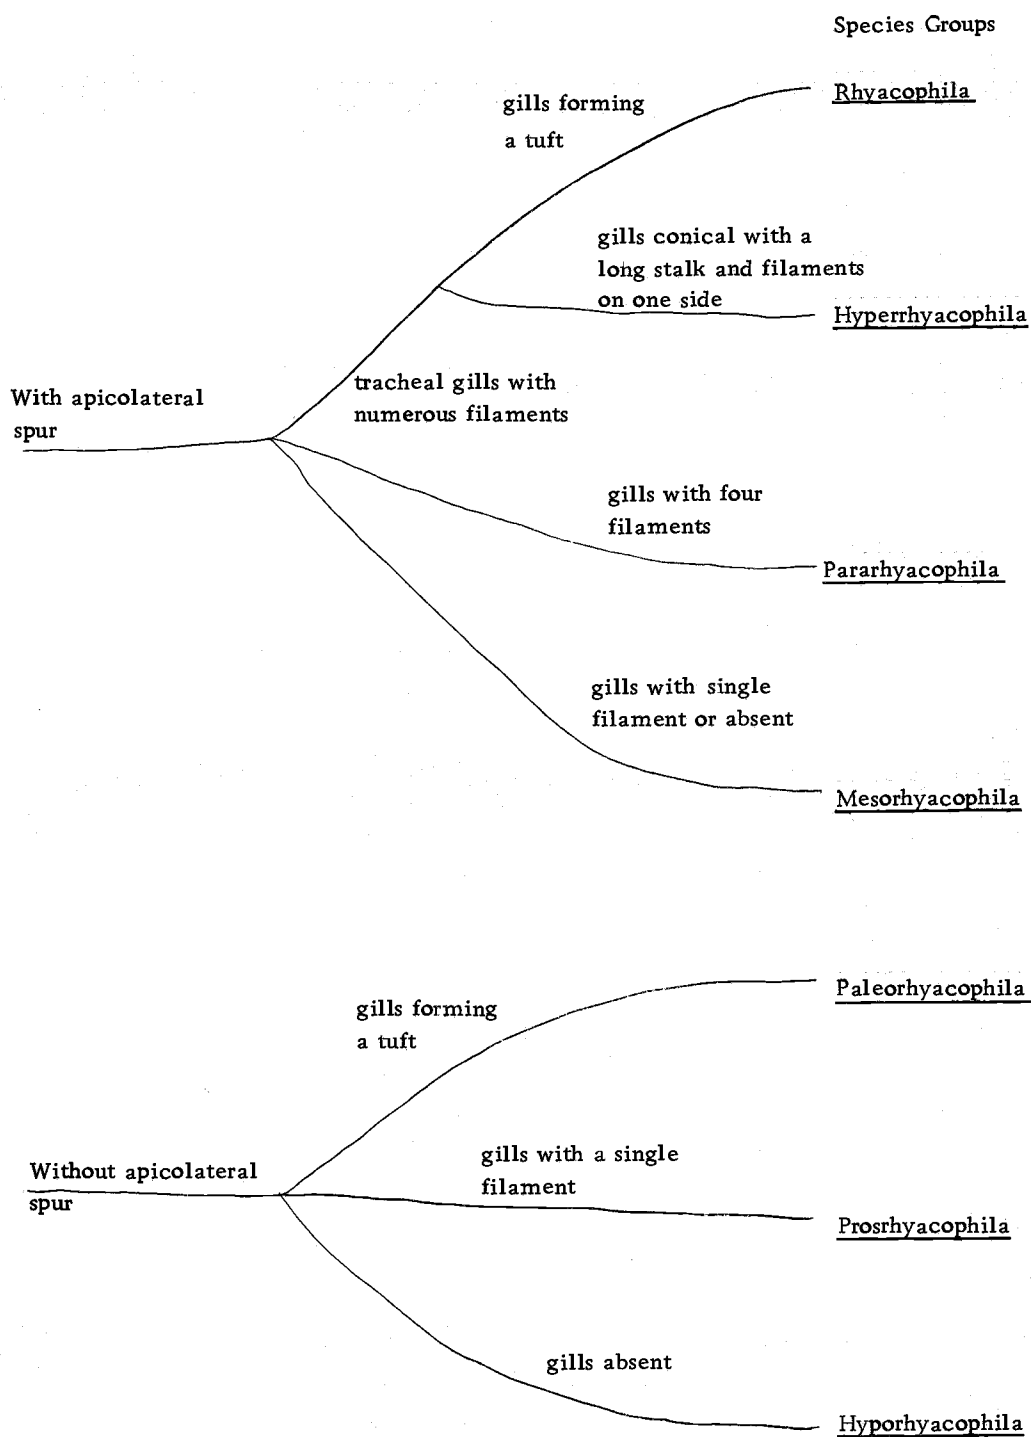 Species Groups
Rhyacophila
gills forming
a tuft
gills conical with a
long stalk and filaments
on one side
Hyperrhyacophila
tracheal gills with
numerous filaments
With apicolateral
spur
gills with four
filaments
Pararhyacophila
gills with single
filament or absent
Mesorhyacophila
Paleorhyacophila
gills forming
a tuft
gills with a single
filament
Without apicolateral
spur
Prosrhyacophila
gills absent
Hyporhyacophila